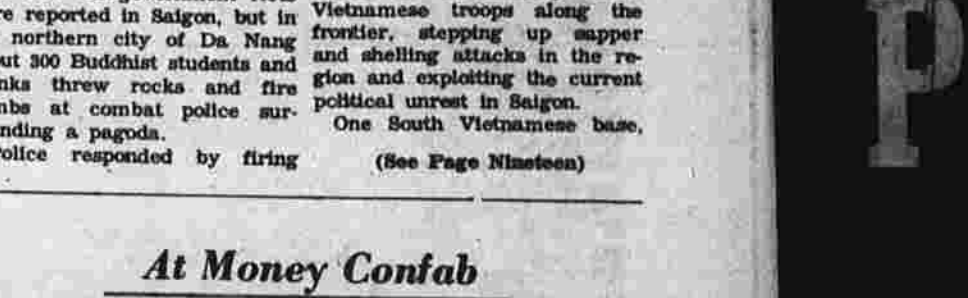 re reported in Saigon, but in
northern city of Da Nang
ut 300 Buddhist students and
nks threw rocks and fire
mbs at combat police sur-
nding a pagoda.
olice responded by firing
Vietnamese troops along the
frontier, stepping up sapper
and shelling attacks in the re-
gion and exploiting the current
political unrest in Saigon.
One South Vietnamese base,
(See Page Nineteen)
At Money Confab
P